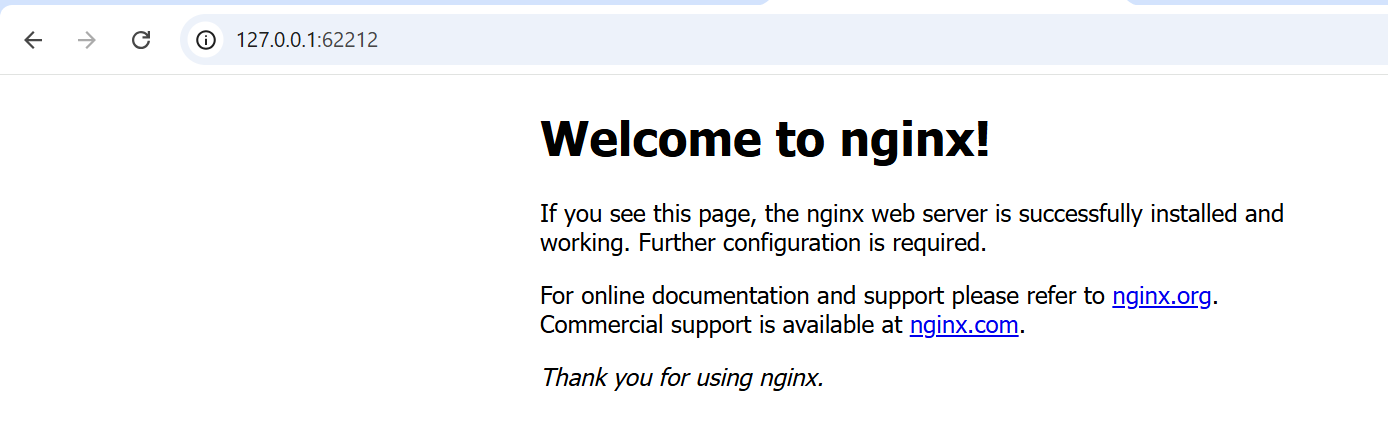 127.0.0.1:62212
Welcome to nginx!
If you see this page, the nginx web server is successfully installed and
working. Further configuration is required.
For online documentation and support please refer to nginx.org.
Commercial support is available at nginx.com.
Thank you for using nginx.